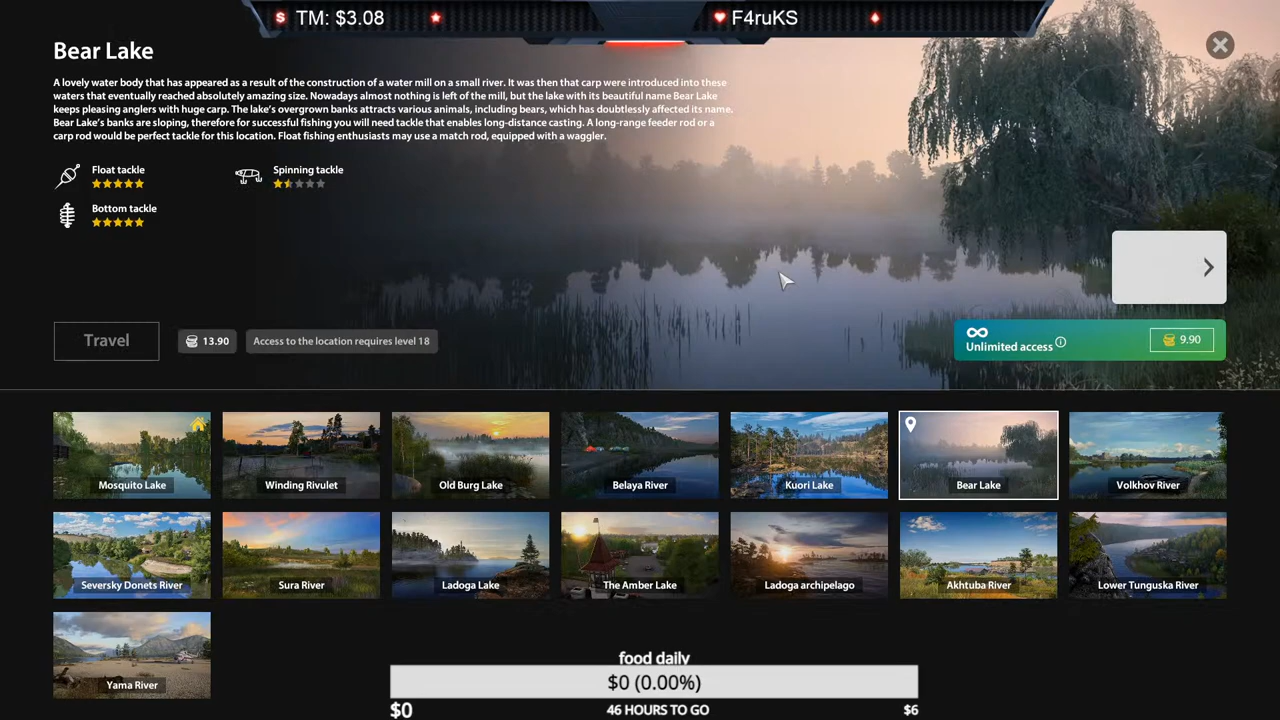 TM: $3.08
F4ruKS
Bear Lake
A lovely water body that has appeared as a result of the construction of a water mill on a small river. It was then that carp were introduced into these
waters that eventually reached absolutely amazing size. Nowadays almost nothing is left of the mill, but the lake with its beautiful name Bear Lake
keeps pleasing anglers with huge carp. The lake's overgrown banks attracts various animals, including bears, which has doubtlessly affected its name.
Bear Lake's banks are sloping, therefore for successful fishing you will need tackle that enables long-distance casting. A long-range feeder rod or a
carp rod would be perfect tackle for this location. Float fishing enthusiasts may use a match rod, equipped with a waggler.
Float tackle
Spinning tackle
Bottom tackle
Travel
13.90
Access to the location requires level 18
Unlimited access
9.90
Mosquito Lake
Winding Rivulet
Old Burg Lake
Belaya River
Kuori Lake
Bear Lake
Volkhov River
Seversky Donets River
Sura River
Ladoga Lake
The Amber Lake
Ladoga archipelago
Akhtuba River
Lower Tunguska River
Yama River
food daily
$0 (0.00%)
$0
46 HOURS TO GO
$6